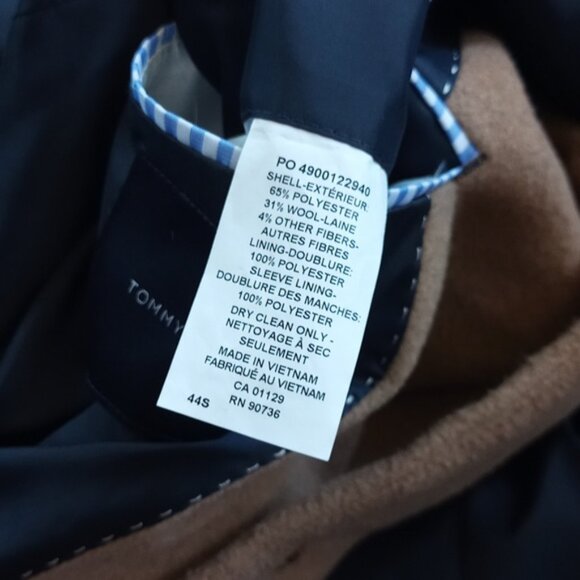 PO 4900122940
SHELL-EXTÉRIEUR:
65% POLYESTER
31% WOOL-LAINE
4% OTHER FIBERS-
AUTRES FIBRES
LINING-DOUBLURE:
100% POLYESTER
SLEEVE LINING-
DOUBLURE DES MANCHES:
100% POLYESTER
DRY CLEAN ONLY -
NETTOYAGE À SEC
SEULEMENT
MADE IN VIETNAM
FABRIQUÉ AU VIETNAM
CA 01129
44S RN 90736
TOMMY